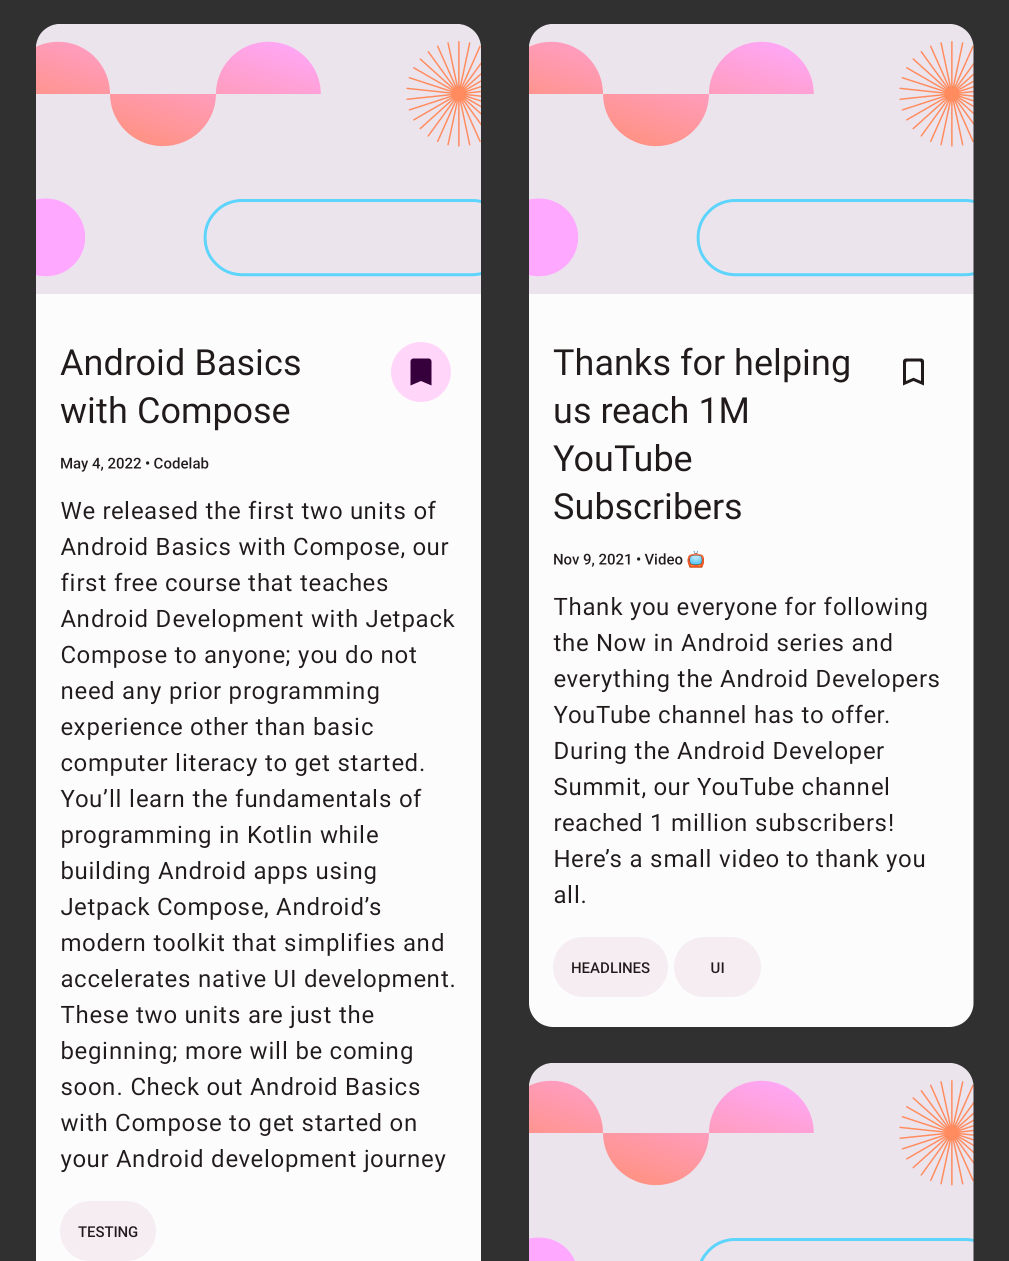 Android Basics
with Compose
May 4, 2022 • Codelab
We released the first two units of
Android Basics with Compose, our
first free course that teaches
Android Development with Jetpack
Compose to anyone; you do not
need any prior programming
experience other than basic
computer literacy to get started.
You’ll learn the fundamentals of
programming in Kotlin while
building Android apps using
Jetpack Compose, Android’s
modern toolkit that simplifies and
accelerates native UI development.
These two units are just the
beginning; more will be coming
soon. Check out Android Basics
with Compose to get started on
your Android development journey
TESTING
Thanks for helping
us reach 1M
YouTube
Subscribers
Nov 9, 2021 • Video 📺
Thank you everyone for following
the Now in Android series and
everything the Android Developers
YouTube channel has to offer.
During the Android Developer
Summit, our YouTube channel
reached 1 million subscribers!
Here’s a small video to thank you
all.
HEADLINES UI